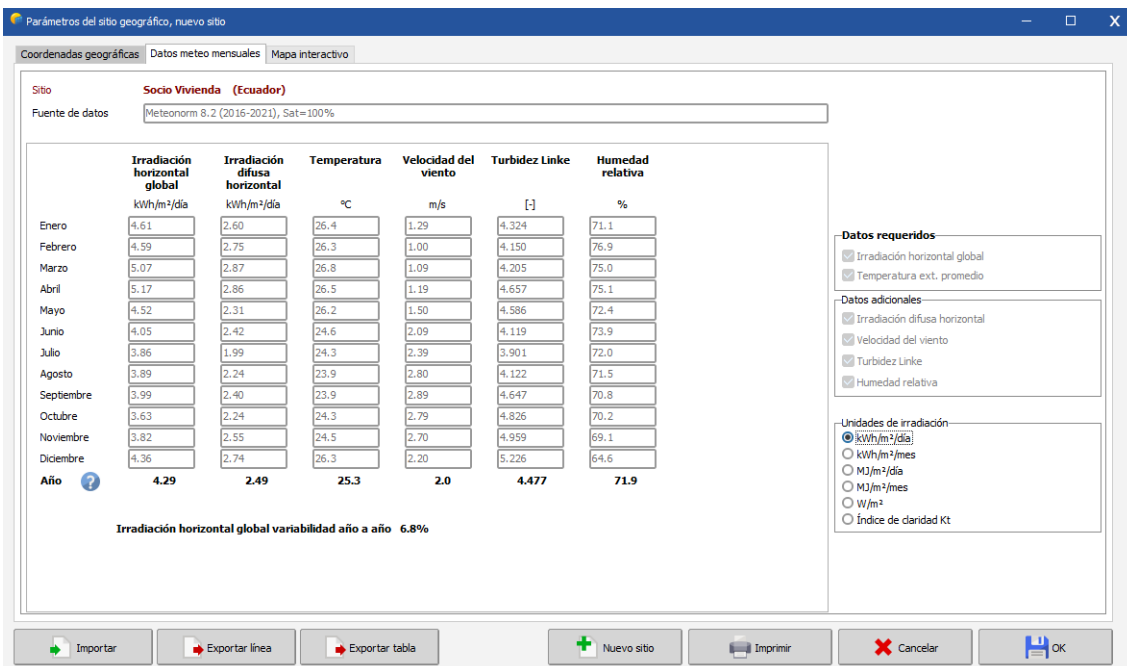 Parámetros del sitio geográfico, nuevo sitio
Coordenadas geográficas Datos meteo mensuales Mapa interactivo
Sitio Socio Vivienda (Ecuador)
Fuente de datos Meteonorm 8.2 (2016-2021), Sat=100%
Irradiación horizontal global Irradiación difusa horizontal Temperatura Velocidad del viento Turbidez Linke Humedad relativa
kWh/m²/día kWh/m²/día °C m/s [-] %
Enero 4.61 2.60 26.4 1.29 4.324 71.1
Febrero 4.59 2.75 26.3 1.00 4.150 76.9
Marzo 5.07 2.87 26.8 1.09 4.205 75.0
Abril 5.17 2.86 26.5 1.19 4.657 75.1
Mayo 4.52 2.31 26.2 1.50 4.586 72.4
Junio 4.05 2.42 24.6 2.09 4.119 73.9
Julio 3.86 1.99 24.3 2.39 3.901 72.0
Agosto 3.89 2.24 23.9 2.80 4.122 71.5
Septiembre 3.99 2.40 23.9 2.89 4.647 70.8
Octubre 3.63 2.24 24.3 2.79 4.826 70.2
Noviembre 3.82 2.55 24.5 2.70 4.959 69.1
Diciembre 4.36 2.74 26.3 2.20 5.226 64.6
Año ? 4.29 2.49 25.3 2.0 4.477 71.9
Irradiación horizontal global variabilidad año a año 6.8%
Datos requeridos
Irradiación horizontal global
Temperatura ext. promedio
Datos adicionales
Irradiación difusa horizontal
Velocidad del viento
Turbidez Linke
Humedad relativa
Unidades de irradiación
kWh/m²/día
kWh/m²/mes
MJ/m²/día
MJ/m²/mes
W/m²
Índice de claridad Kt
Importar Exportar línea Exportar tabla Nuevo sitio Imprimir Cancelar OK